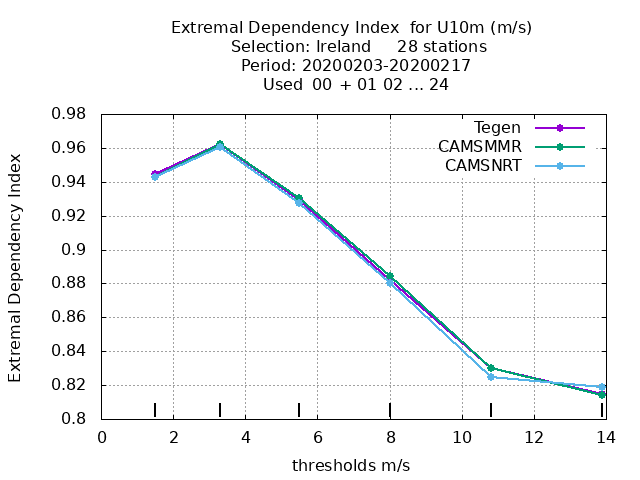 Extremal Dependency Index  for U10m (m/s)
Selection: Ireland     28 stations
Period: 20200203-20200217
Used  00 + 01 02 ... 24
Extremal Dependency Index
0.98
0.96
0.94
0.92
0.9
0.88
0.86
0.84
0.82
0.8
Tegen
CAMSMMR
CAMSNRT
0 2 4 6 8 10 12 14
thresholds m/s